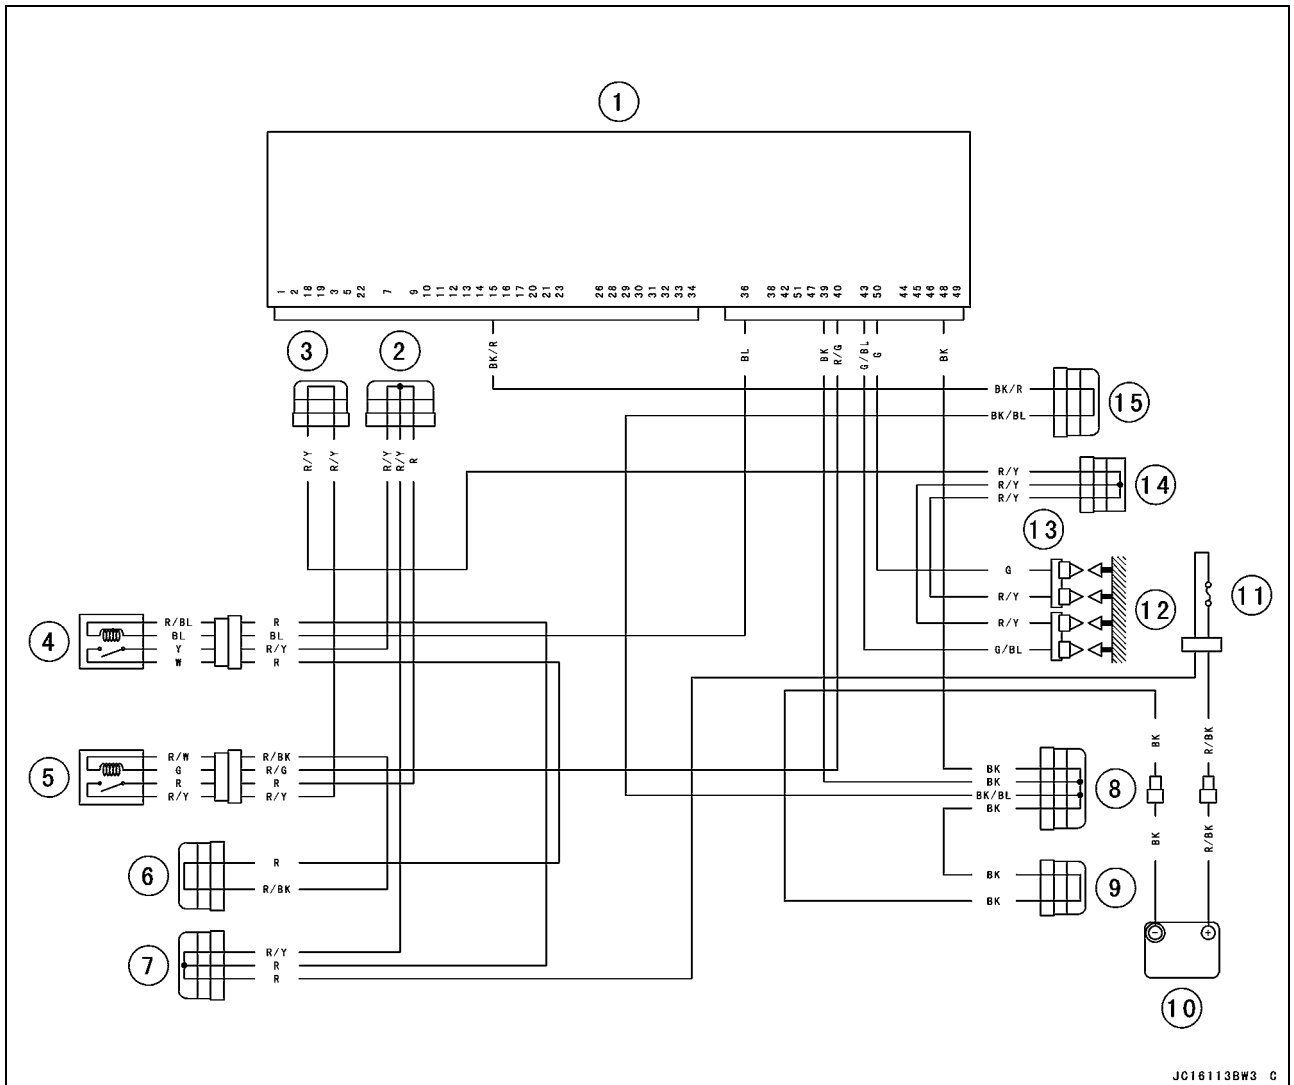 1
1 2 18 19 3 5 22 7 9 10 11 12 13 14 15 16 17 20 21 23 26 28 29 30 31 32 33 34 36 38 42 51 47 39 40 43 50 44 45 46 48 49
3 2
BK/R BL BK R/G G/BL G BK
BK/R
15
BK/BL
R/Y R/Y R/Y R/Y R
R/Y
R/Y
R/Y
14
13
G
R/Y
R/Y
G/BL
12
11
4
R/BL R
BL BL
Y R/Y
W R
5
R/W R/BK
G R/G
R R
R/Y R/Y
BK R/BK
BK
BK
BK/BL
BK
8
BK R/BK
6
R
R/BK
BK
BK
9
7
R/Y
R
R
- +
10
JC16113BW3 C